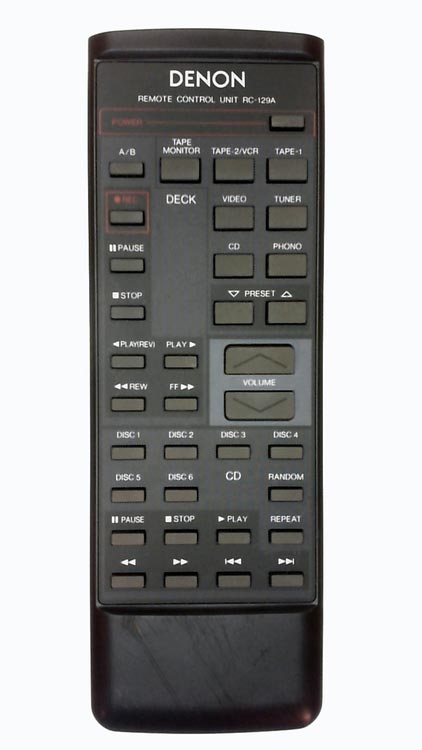 DENON
REMOTE CONTROL UNIT RC-129A
POWER
A/B TAPE MONITOR TAPE-2/VCR TAPE-1
REC DECK VIDEO TUNER
PAUSE CD PHONO
STOP PRESET
PLAY(REV) PLAY
REW FF VOLUME
DISC 1 DISC 2 DISC 3 DISC 4
DISC 5 DISC 6 CD RANDOM
PAUSE STOP PLAY REPEAT